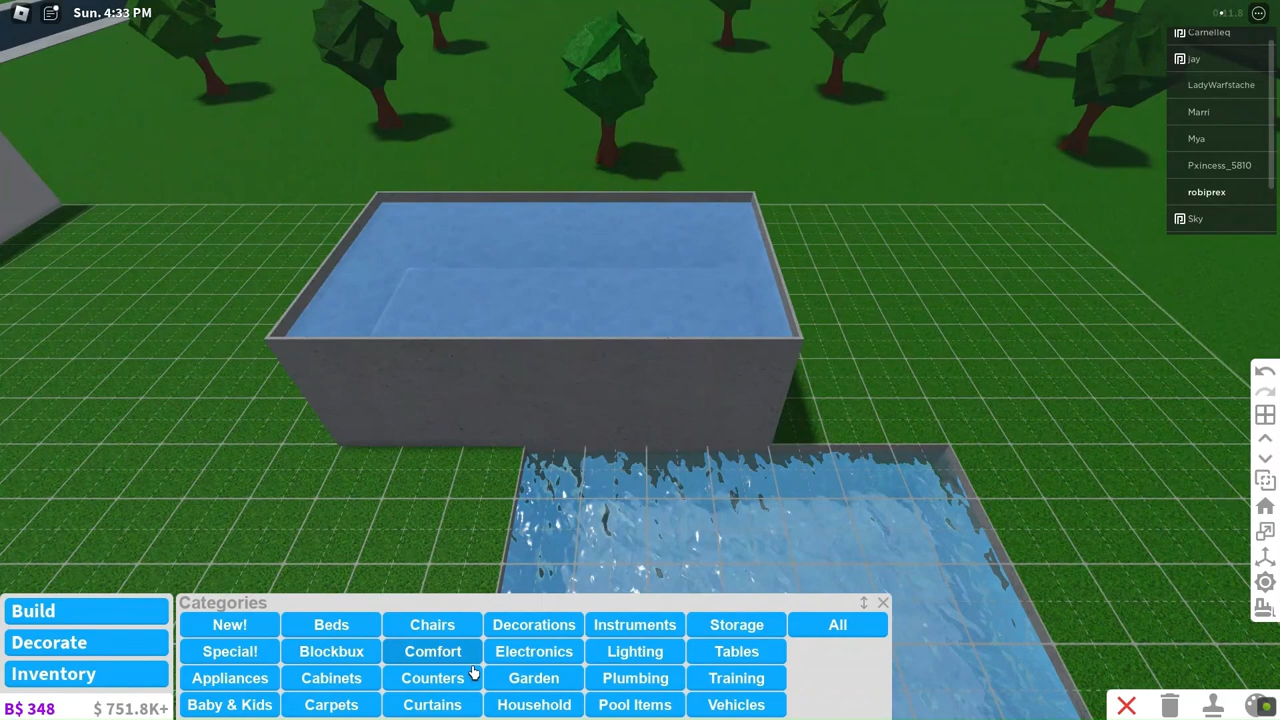 Sun. 4:33 PM
Carnelleq
jay
LadyWarfstache
Marri
Mya
Pxincess_5810
robiprex
Sky
Build
Decorate
Inventory
B$ 348
$ 751.8K+
Categories
New! Beds Chairs Decorations Instruments Storage All
Special! Blockbux Comfort Electronics Lighting Tables
Appliances Cabinets Counters Garden Plumbing Training
Baby & Kids Carpets Curtains Household Pool Items Vehicles